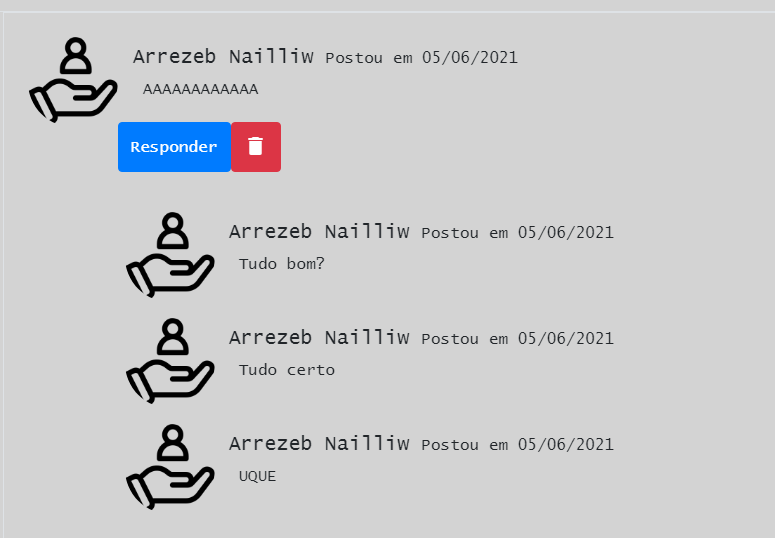 Arrezeb Nailliw Postou em 05/06/2021
AAAAAAAAAAAA
Responder
Arrezeb Nailliw Postou em 05/06/2021
Tudo bom?
Arrezeb Nailliw Postou em 05/06/2021
Tudo certo
Arrezeb Nailliw Postou em 05/06/2021
UQUE